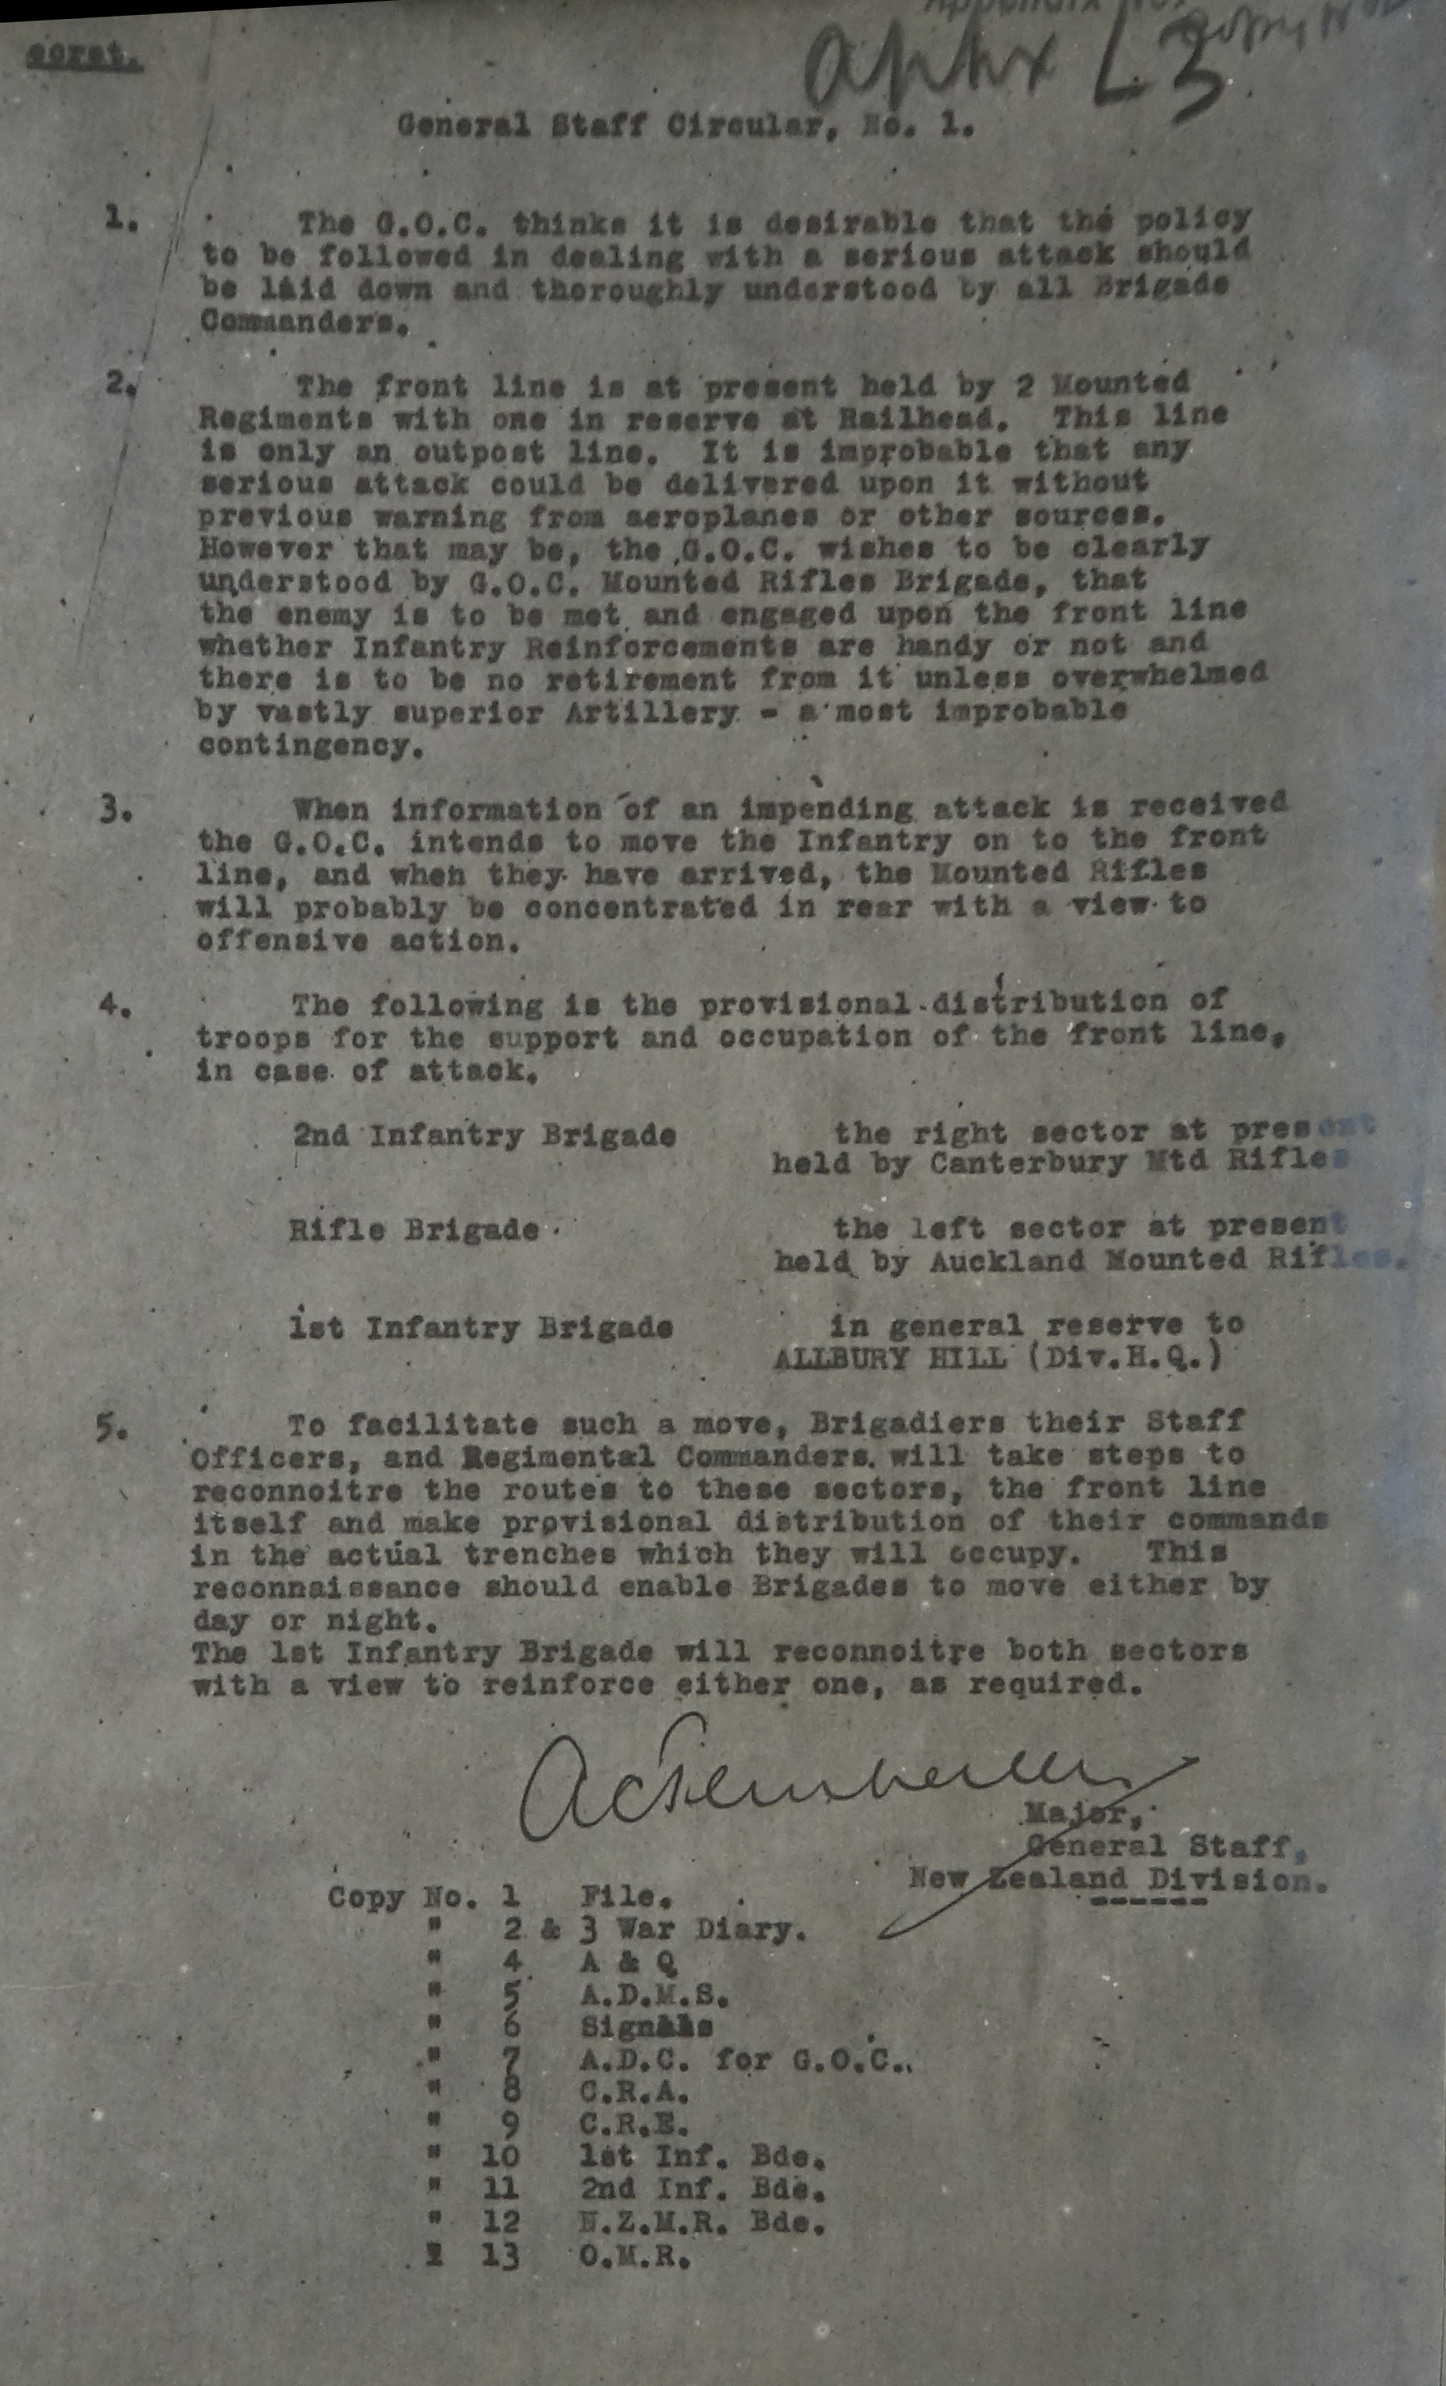 ecret.
Appendix No.
Copy No
Aphx L3
General Staff Circular, No. 1.
1. The G.O.C. thinks it is desirable that the policy
to be followed in dealing with a serious attack should
be laid down and thoroughly understood by all Brigade
Commanders.
2. The front line is at present held by 2 Mounted
Regiments with one in reserve at Railhead. This line
is only an outpost line. It is improbable that any
serious attack could be delivered upon it without
previous warning from aeroplanes or other sources.
However that may be, the G.O.C. wishes to be clearly
understood by G.O.C. Mounted Rifles Brigade, that
the enemy is to be met and engaged upon the front line
whether Infantry Reinforcements are handy or not and
there is to be no retirement from it unless overwhelmed
by vastly superior Artillery - a most improbable
contingency.
3. When information of an impending attack is received
the G.O.C. intends to move the Infantry on to the front
line, and when they have arrived, the Mounted Rifles
will probably be concentrated in rear with a view to
offensive action.
4. The following is the provisional distribution of
troops for the support and occupation of the front line,
in case of attack.
2nd Infantry Brigade the right sector at present
held by Canterbury Mtd Rifles
Rifle Brigade the left sector at present
held by Auckland Mounted Rifles.
1st Infantry Brigade in general reserve to
ALLBURY HILL (Div.H.Q.)
5. To facilitate such a move, Brigadiers their Staff
Officers, and Regimental Commanders will take steps to
reconnoitre the routes to these sectors, the front line
itself and make provisional distribution of their commands
in the actual trenches which they will occupy. This
reconnaissance should enable Brigades to move either by
day or night.
The 1st Infantry Brigade will reconnoitre both sectors
with a view to reinforce either one, as required.
Major,
General Staff,
New Zealand Division.
Copy No. 1 File.
" 2 & 3 War Diary.
" 4 A & Q
" 5 A.D.M.S.
" 6 Signals
" 7 A.D.C. for G.O.C..
" 8 C.R.A.
" 9 C.R.E.
" 10 1st Inf. Bde.
" 11 2nd Inf. Bde.
" 12 N.Z.M.R. Bde.
" 13 O.M.R.